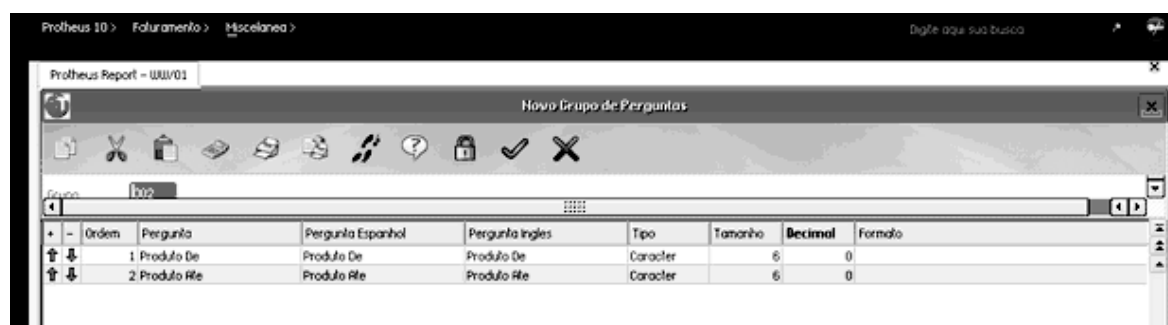 Protheus 10 > Faturamento > Miscelanea > Digite aqui sua busca
Protheus Report - WW/01
Novo Grupo de Perguntas
Grupo b02
+ - Ordem Pergunta Pergunta Espanhol Pergunta Ingles Tipo Tamanho Decimal Formato
1 Produto De Produto De Produto De Caracter 6 0
2 Produto Ate Produto Ate Produto Ate Caracter 6 0